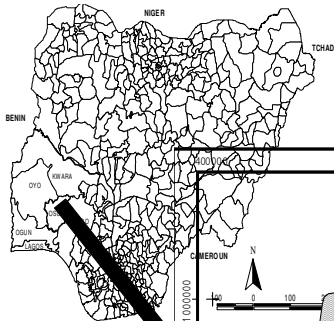 NIGER
TCHAD
BENIN
400000
KWARA
OYO
OGUN
LAGOS
CAMEROUN
N
1000000
0 100